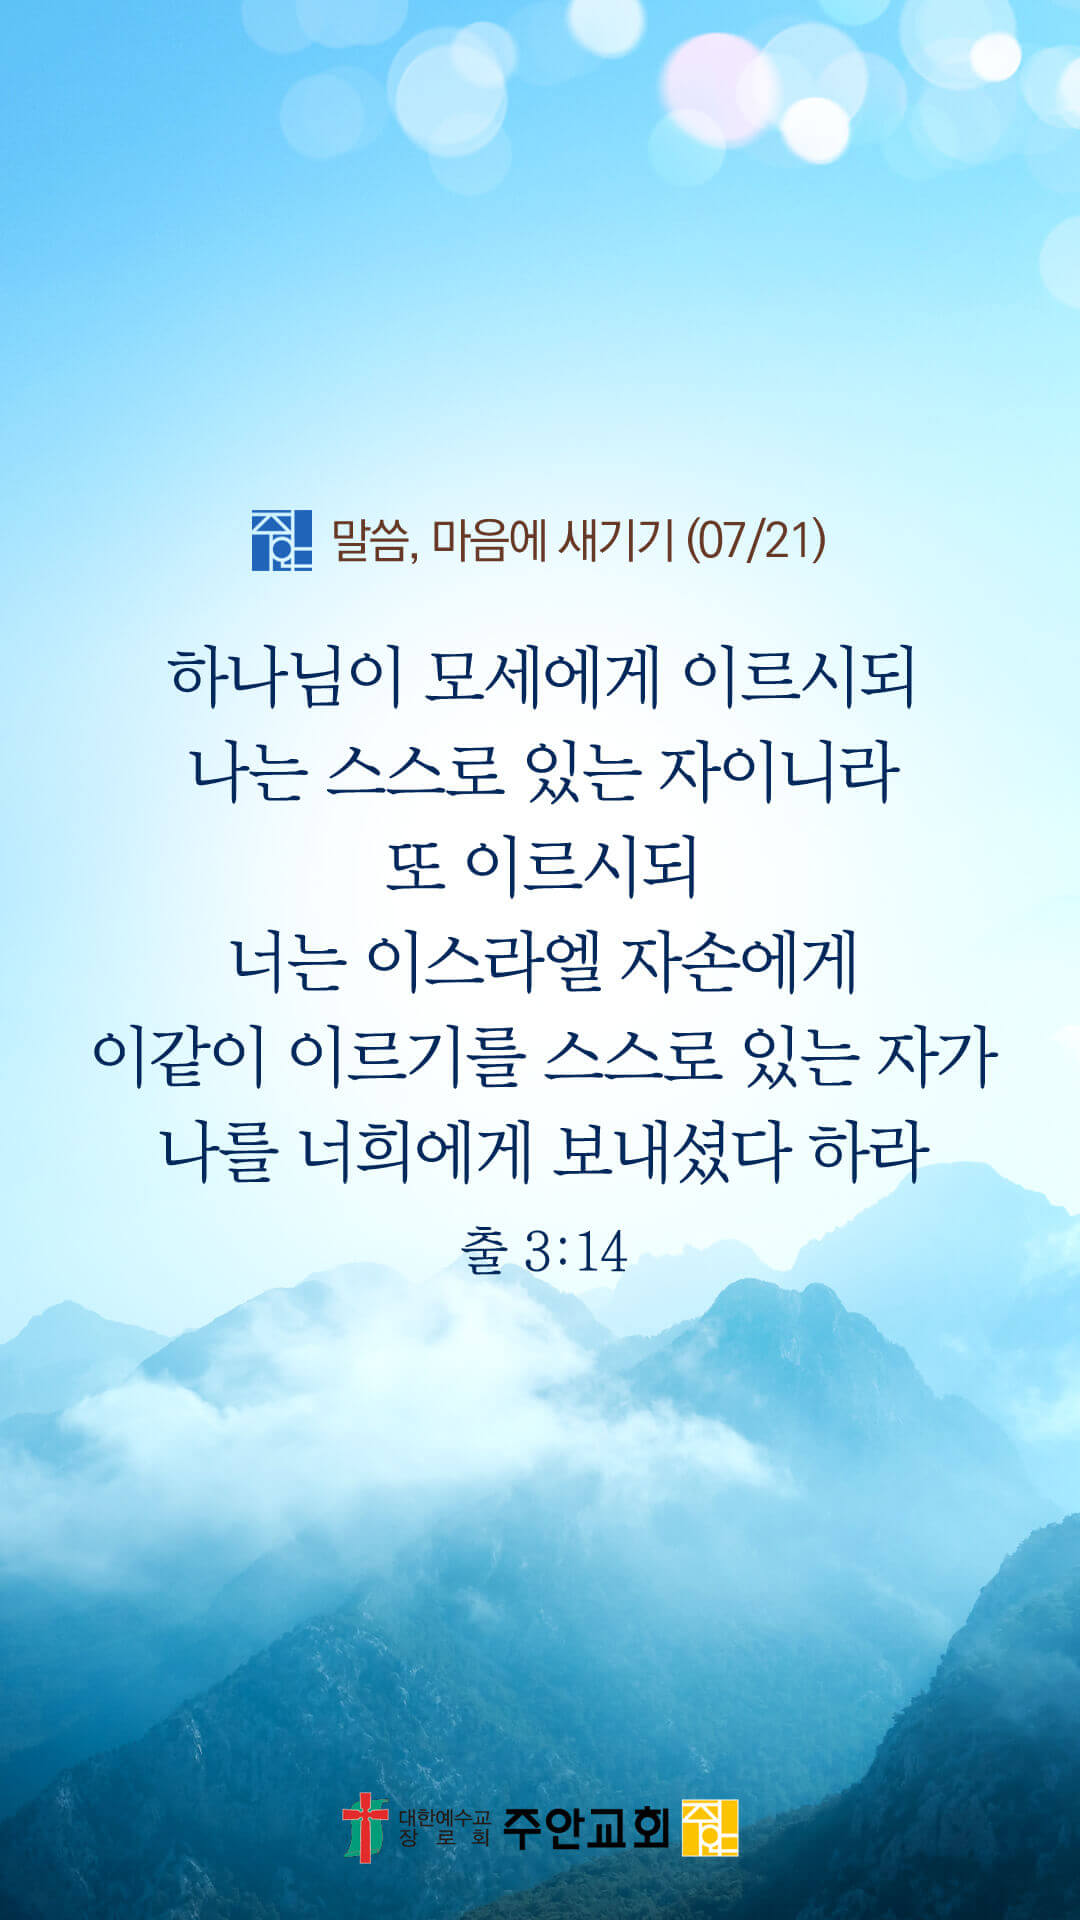 주안 말씀, 마음에 새기기 (07/21)
하나님이 모세에게 이르시되
나는 스스로 있는 자이니라
또 이르시되
너는 이스라엘 자손에게
이같이 이르기를 스스로 있는 자가
나를 너희에게 보내셨다 하라
출 3:14
대한예수교
장로회
주안교회 주안